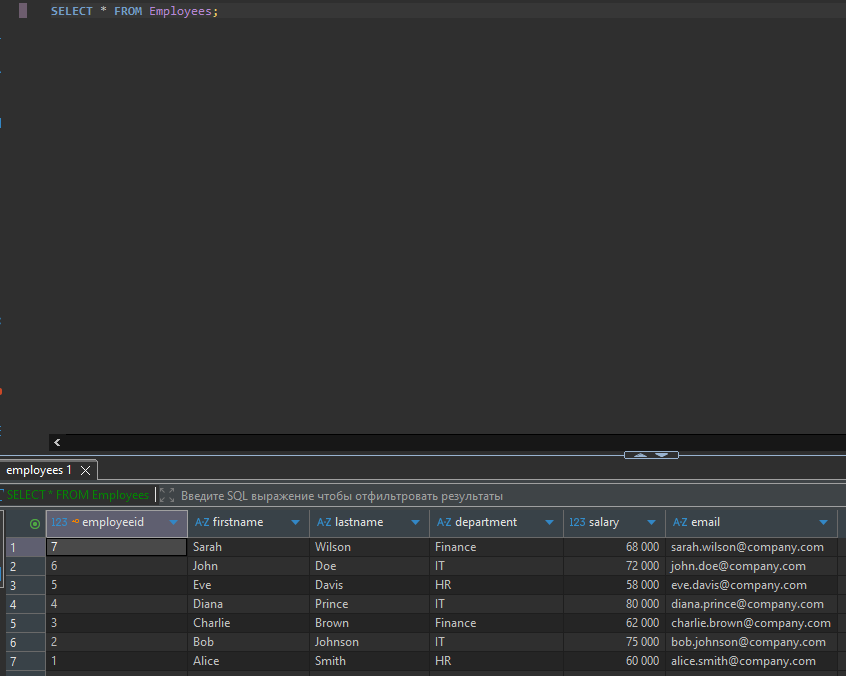 SELECT * FROM Employees;
employees 1
SELECT * FROM Employees Введите SQL выражение чтобы отфильтровать результаты
123 employeeid A-Z firstname A-Z lastname A-Z department 123 salary A-Z email
1 7 Sarah Wilson Finance 68 000 sarah.wilson@company.com
2 6 John Doe IT 72 000 john.doe@company.com
3 5 Eve Davis HR 58 000 eve.davis@company.com
4 4 Diana Prince IT 80 000 diana.prince@company.com
5 3 Charlie Brown Finance 62 000 charlie.brown@company.com
6 2 Bob Johnson IT 75 000 bob.johnson@company.com
7 1 Alice Smith HR 60 000 alice.smith@company.com